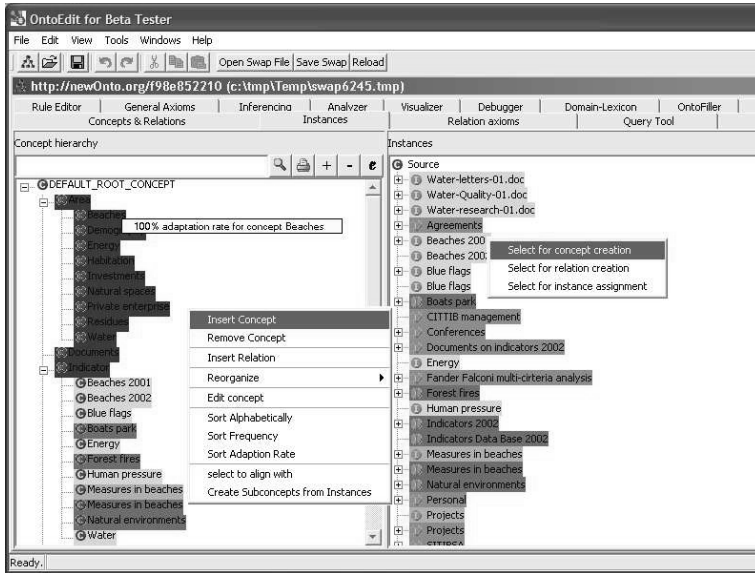 OntoEdit for Beta Tester
File Edit View Tools Windows Help
Open Swap File Save Swap Reload
http://newOnto.org/f98e852210 (c:\tmp\Temp\swap6245.tmp)
Rule Editor General Axioms Inferencing Analyzer Visualizer Debugger Domain-Lexicon OntoFiller
Concepts & Relations Instances Relation axioms Query Tool
Concept hierarchy
DEFAULT_ROOT_CONCEPT
Area
Beaches
100% adaptation rate for concept Beaches
Energy
Habitation
Investments
Natural spaces
Private enterprise
Residues
Water
Documents
Indicator
Beaches 2001
Beaches 2002
Blue flags
Boats park
Energy
Forest fires
Human pressure
Measures in beaches
Measures in beaches
Natural environments
Water
Insert Concept
Remove Concept
Insert Relation
Reorganize
Edit concept
Sort Alphabetically
Sort Frequency
Sort Adaption Rate
select to align with
Create Subconcepts from Instances
Instances
Source
Water-letters-01.doc
Water-Quality-01.doc
Water-research-01.doc
Agreements
Beaches 200
Beaches 200
Blue flags
Blue flags
Boats park
CITTIB management
Conferences
Documents on indicators 2002
Energy
Fander Falconi multi-cirteria analysis
Forest fires
Human pressure
Indicators 2002
Indicators Data Base 2002
Measures in beaches
Measures in beaches
Natural environments
Personal
Projects
Projects
Select for concept creation
Select for relation creation
Select for instance assignment
Ready.